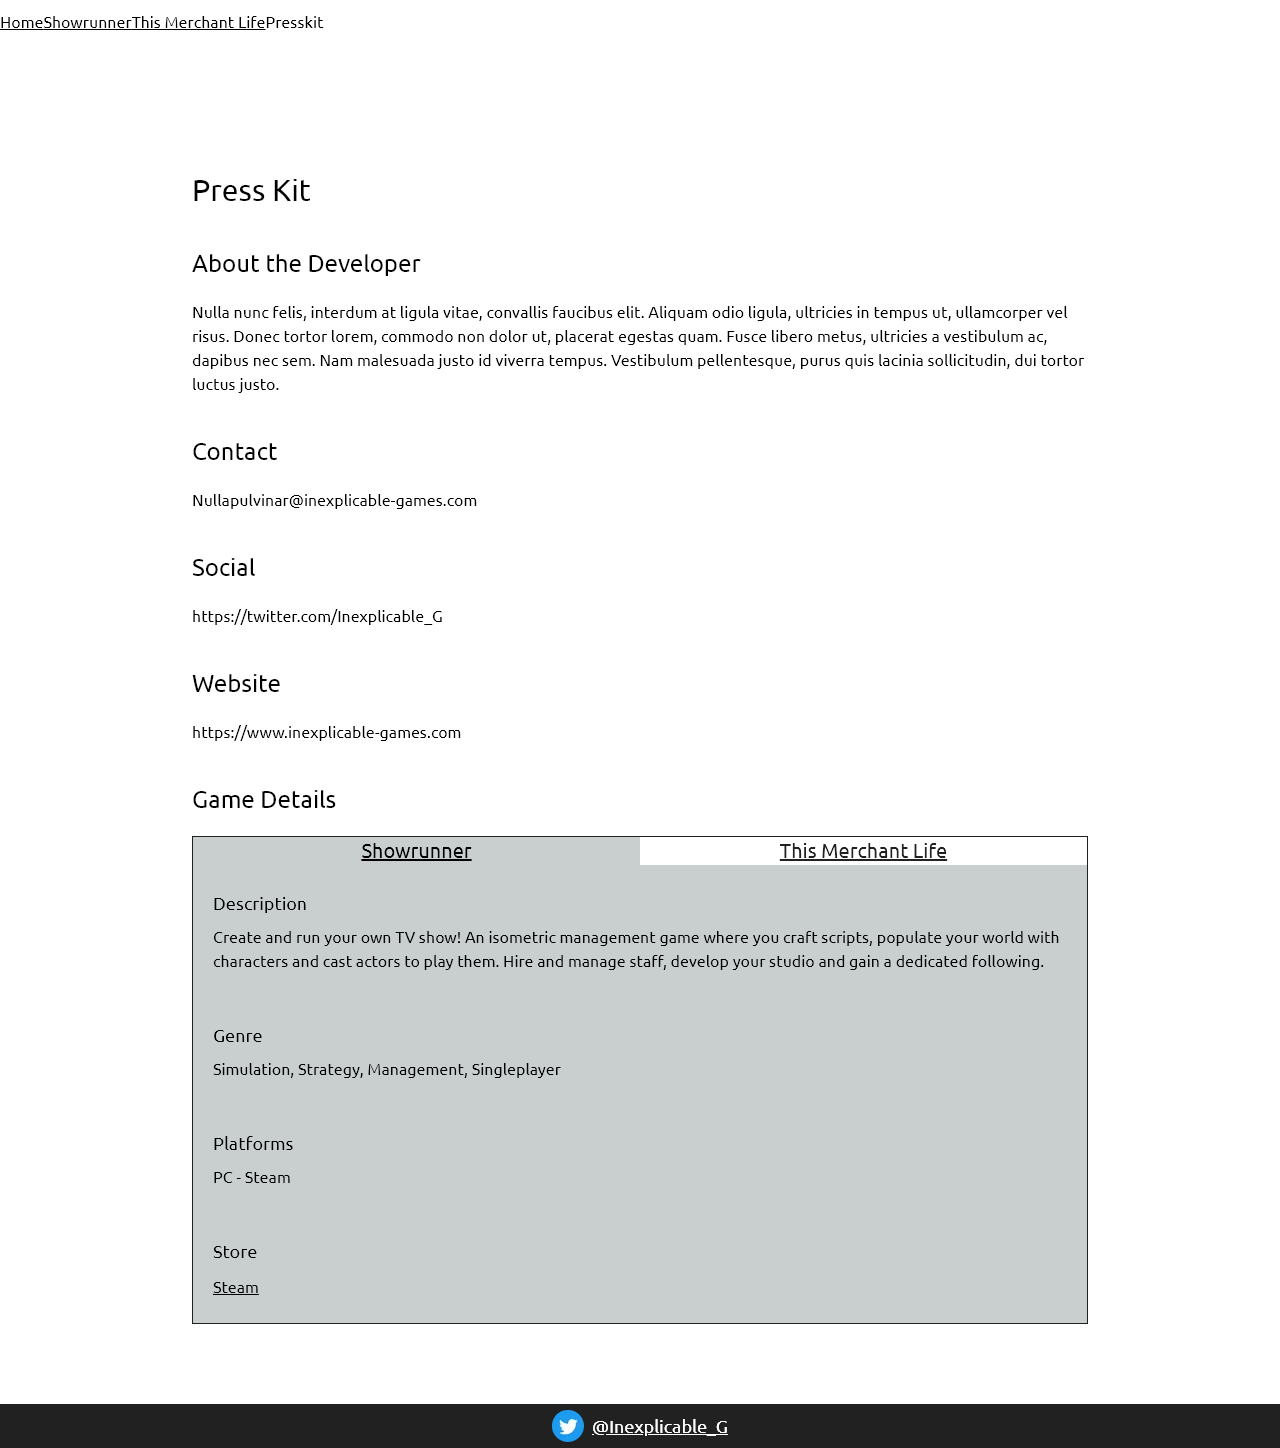 Home Showrunner This Merchant Life Presskit
Press Kit
About the Developer
Nulla nunc felis, interdum at ligula vitae, convallis faucibus elit. Aliquam odio ligula, ultricies in tempus ut, ullamcorper vel
risus. Donec tortor lorem, commodo non dolor ut, placerat egestas quam. Fusce libero metus, ultricies a vestibulum ac,
dapibus nec sem. Nam malesuada justo id viverra tempus. Vestibulum pellentesque, purus quis lacinia sollicitudin, dui tortor
luctus justo.
Contact
Nullapulvinar@inexplicable-games.com
Social
https://twitter.com/Inexplicable_G
Website
https://www.inexplicable-games.com
Game Details
Showrunner This Merchant Life
Description
Create and run your own TV show! An isometric management game where you craft scripts, populate your world with
characters and cast actors to play them. Hire and manage staff, develop your studio and gain a dedicated following.
Genre
Simulation, Strategy, Management, Singleplayer
Platforms
PC - Steam
Store
Steam
@Inexplicable_G